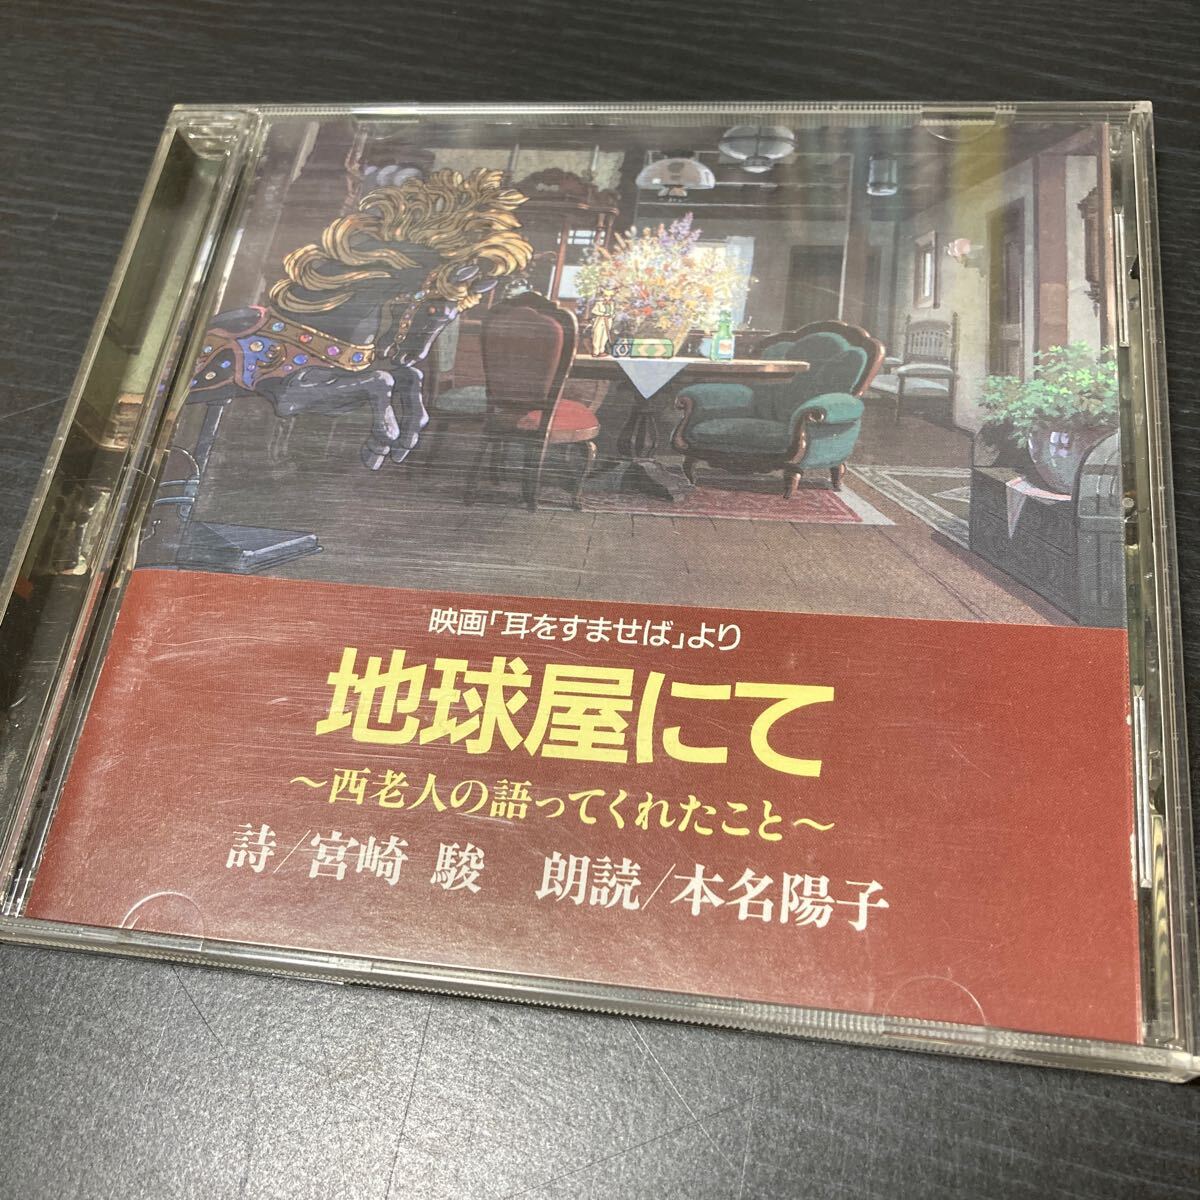 映画「耳をすませば」より
地球屋にて
～西老人の語ってくれたこと～
詩/宮崎 駿　朗読/本名陽子